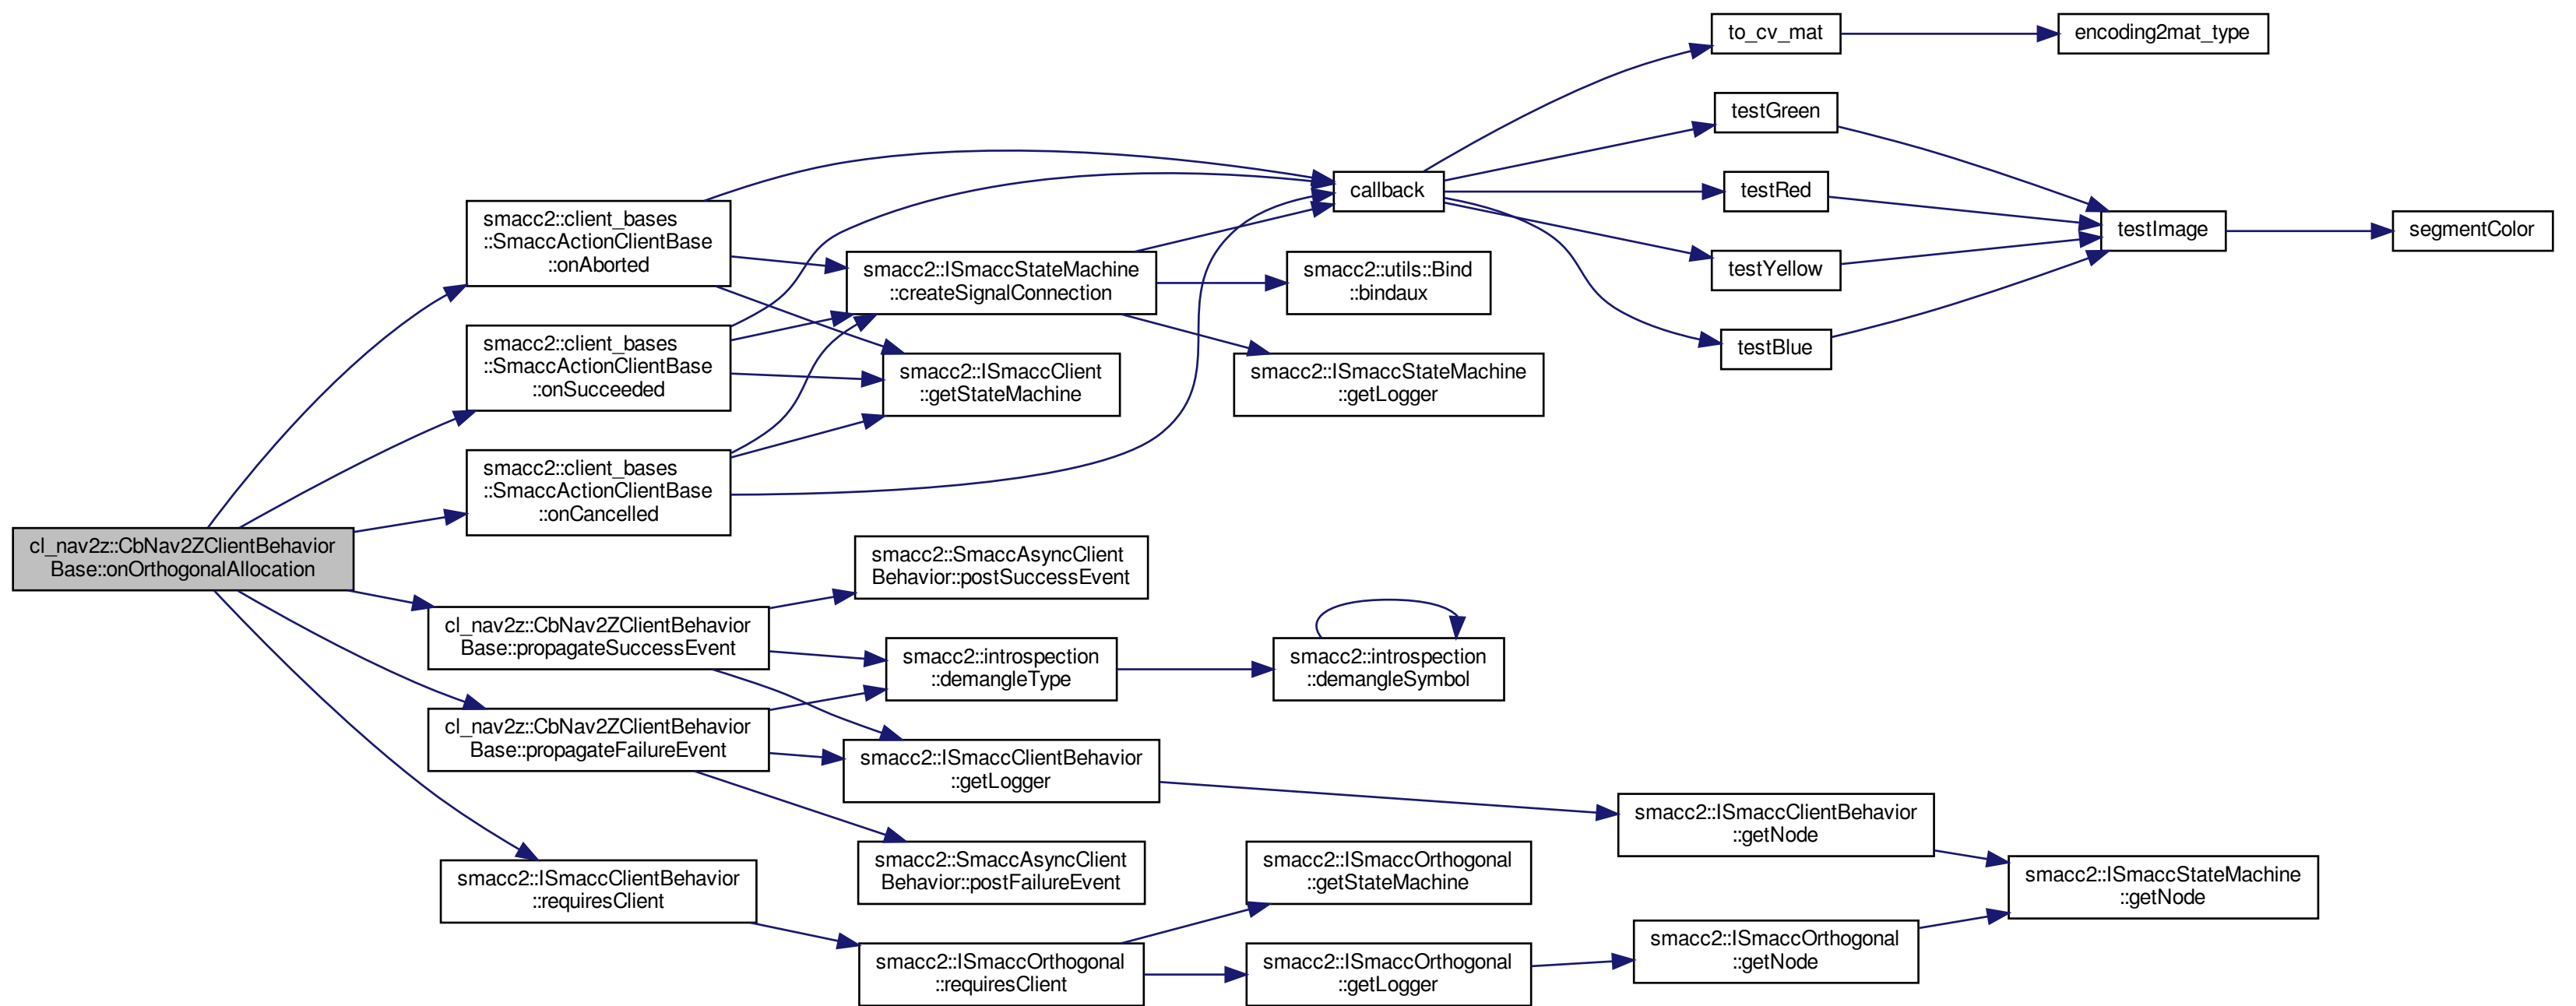 cl_nav2z::CbNav2ZClientBehavior
Base::onOrthogonalAllocation
smacc2::client_bases
::SmaccActionClientBase
::onAborted
smacc2::client_bases
::SmaccActionClientBase
::onSucceeded
smacc2::client_bases
::SmaccActionClientBase
::onCancelled
cl_nav2z::CbNav2ZClientBehavior
Base::propagateSuccessEvent
cl_nav2z::CbNav2ZClientBehavior
Base::propagateFailureEvent
smacc2::ISmaccClientBehavior
::requiresClient
smacc2::ISmaccStateMachine
::createSignalConnection
smacc2::ISmaccClient
::getStateMachine
smacc2::SmaccAsyncClient
Behavior::postSuccessEvent
smacc2::introspection
::demangleType
smacc2::ISmaccClientBehavior
::getLogger
smacc2::SmaccAsyncClient
Behavior::postFailureEvent
smacc2::ISmaccOrthogonal
::requiresClient
callback
smacc2::utils::Bind
::bindaux
smacc2::ISmaccStateMachine
::getLogger
smacc2::introspection
::demangleSymbol
smacc2::ISmaccOrthogonal
::getStateMachine
smacc2::ISmaccOrthogonal
::getLogger
to_cv_mat
testGreen
testRed
testYellow
testBlue
smacc2::ISmaccClientBehavior
::getNode
smacc2::ISmaccOrthogonal
::getNode
encoding2mat_type
testImage
smacc2::ISmaccStateMachine
::getNode
segmentColor